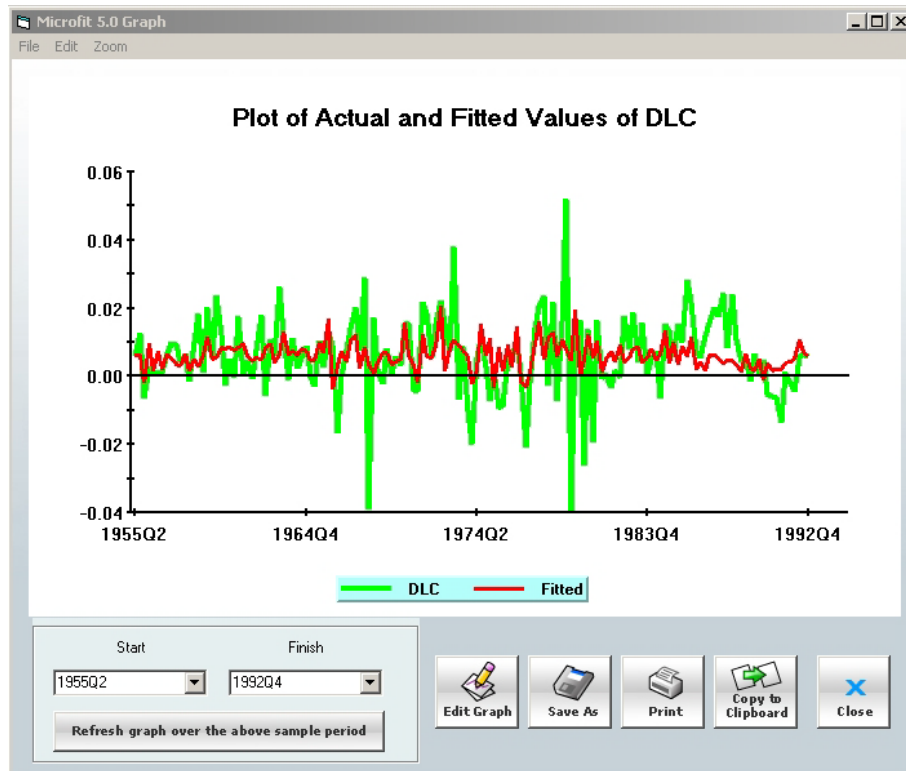 Microfit 5.0 Graph
File Edit Zoom
Plot of Actual and Fitted Values of DLC
0.06
0.04
0.02
0.00
-0.02
-0.04
1955Q2 1964Q4 1974Q2 1983Q4 1992Q4
DLC Fitted
Start Finish
1955Q2 1992Q4
Refresh graph over the above sample period
Edit Graph
Save As
Print
Copy to
Clipboard
Close